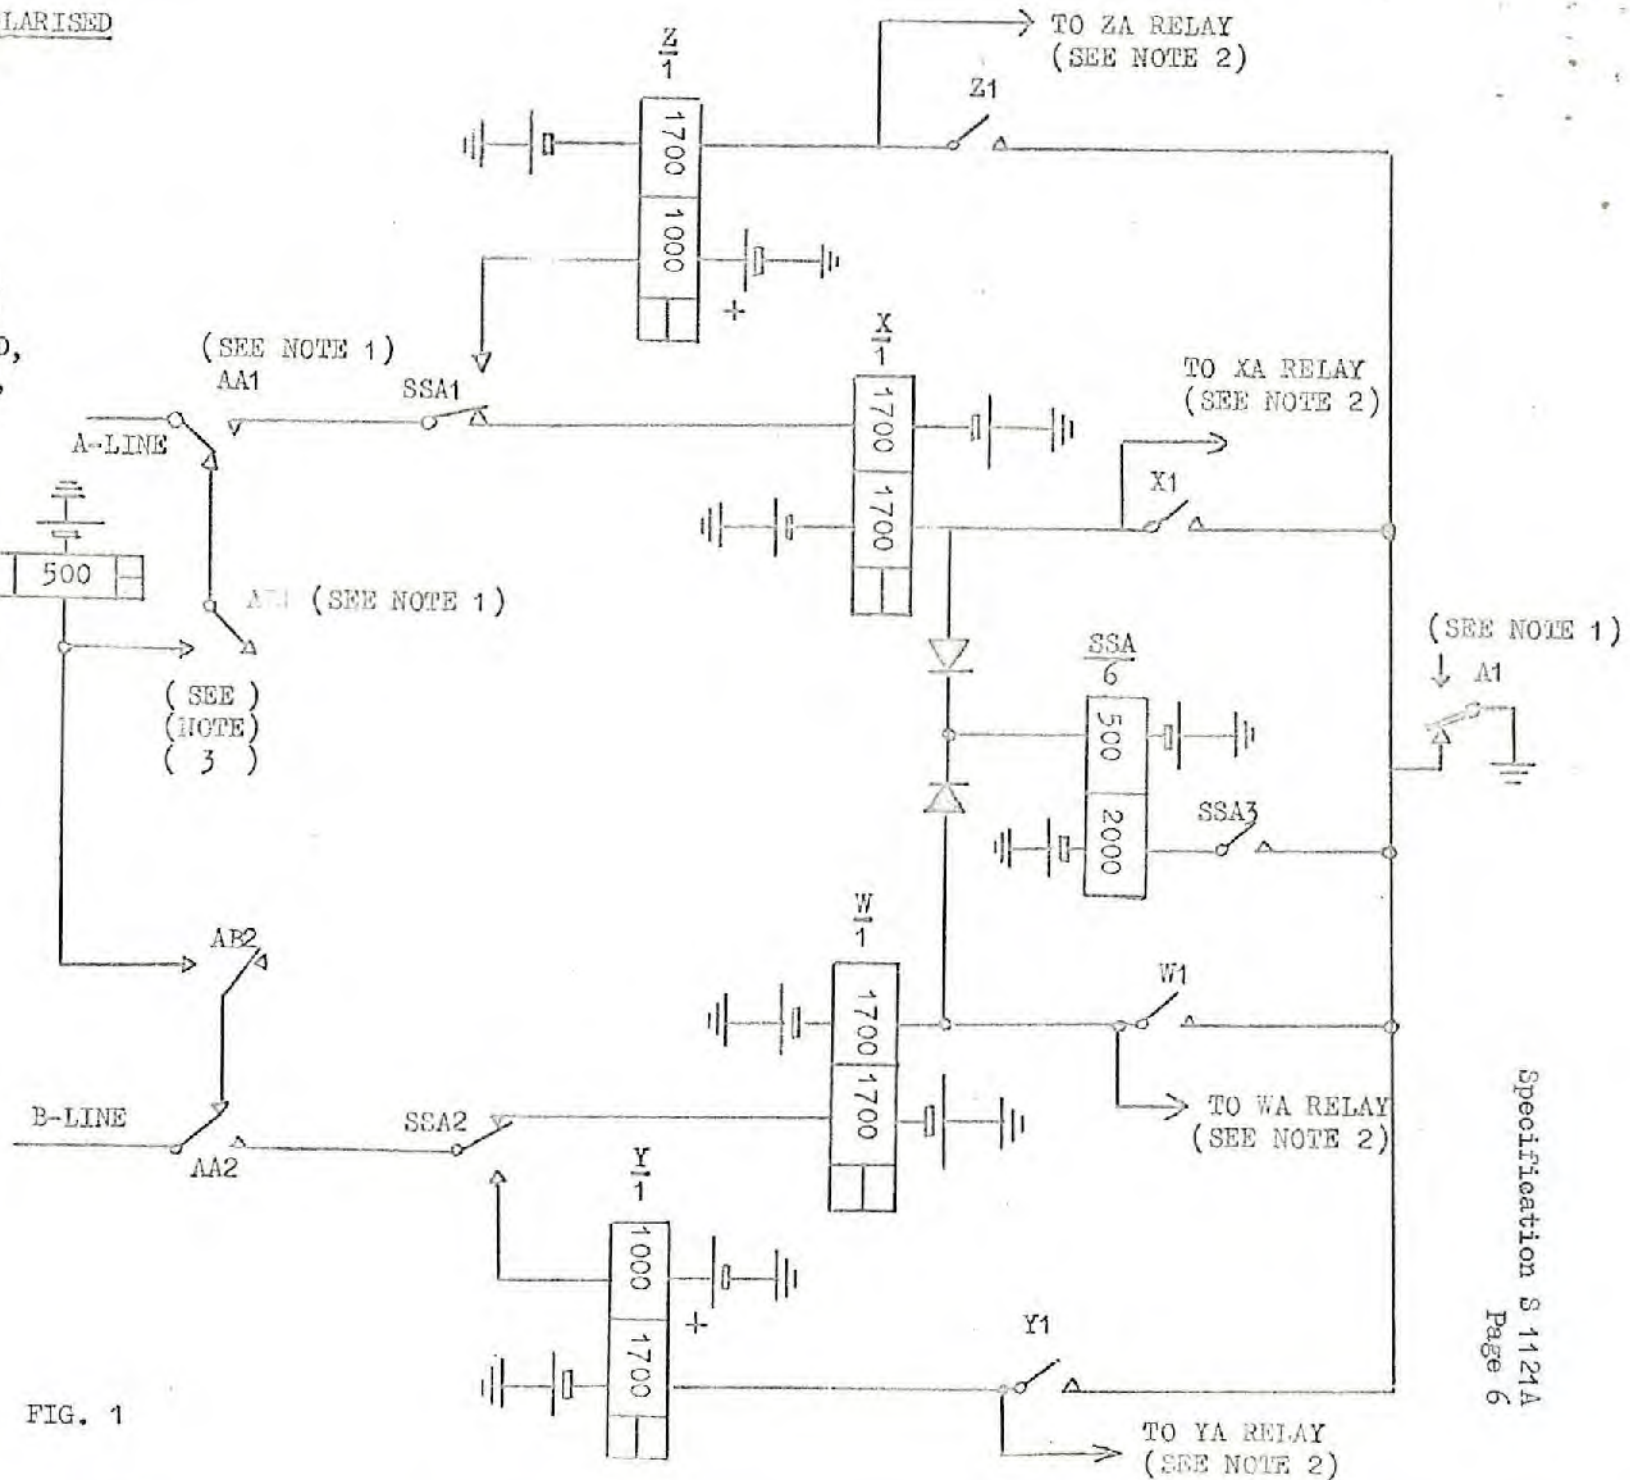 LARISED
TO ZA RELAY
(SEE NOTE 2)
Z
1
Z1
1700
1000
+
(SEE NOTE 1)
AA1
SSA1
X
1
TO XA RELAY
(SEE NOTE 2)
A-LINE
1700
1700
X1
500
(SEE NOTE 1)
(SEE NOTE 1)
A1
( SEE )
(NOTE)
( 3 )
SSA
6
500
2000
SSA3
AB2
W
1
1700
1700
W1
B-LINE
AA2
SSA2
TO WA RELAY
(SEE NOTE 2)
Y
1
1000
1700
+
Y1
TO YA RELAY
(SEE NOTE 2)
FIG. 1
Specification S 1121A
Page 6